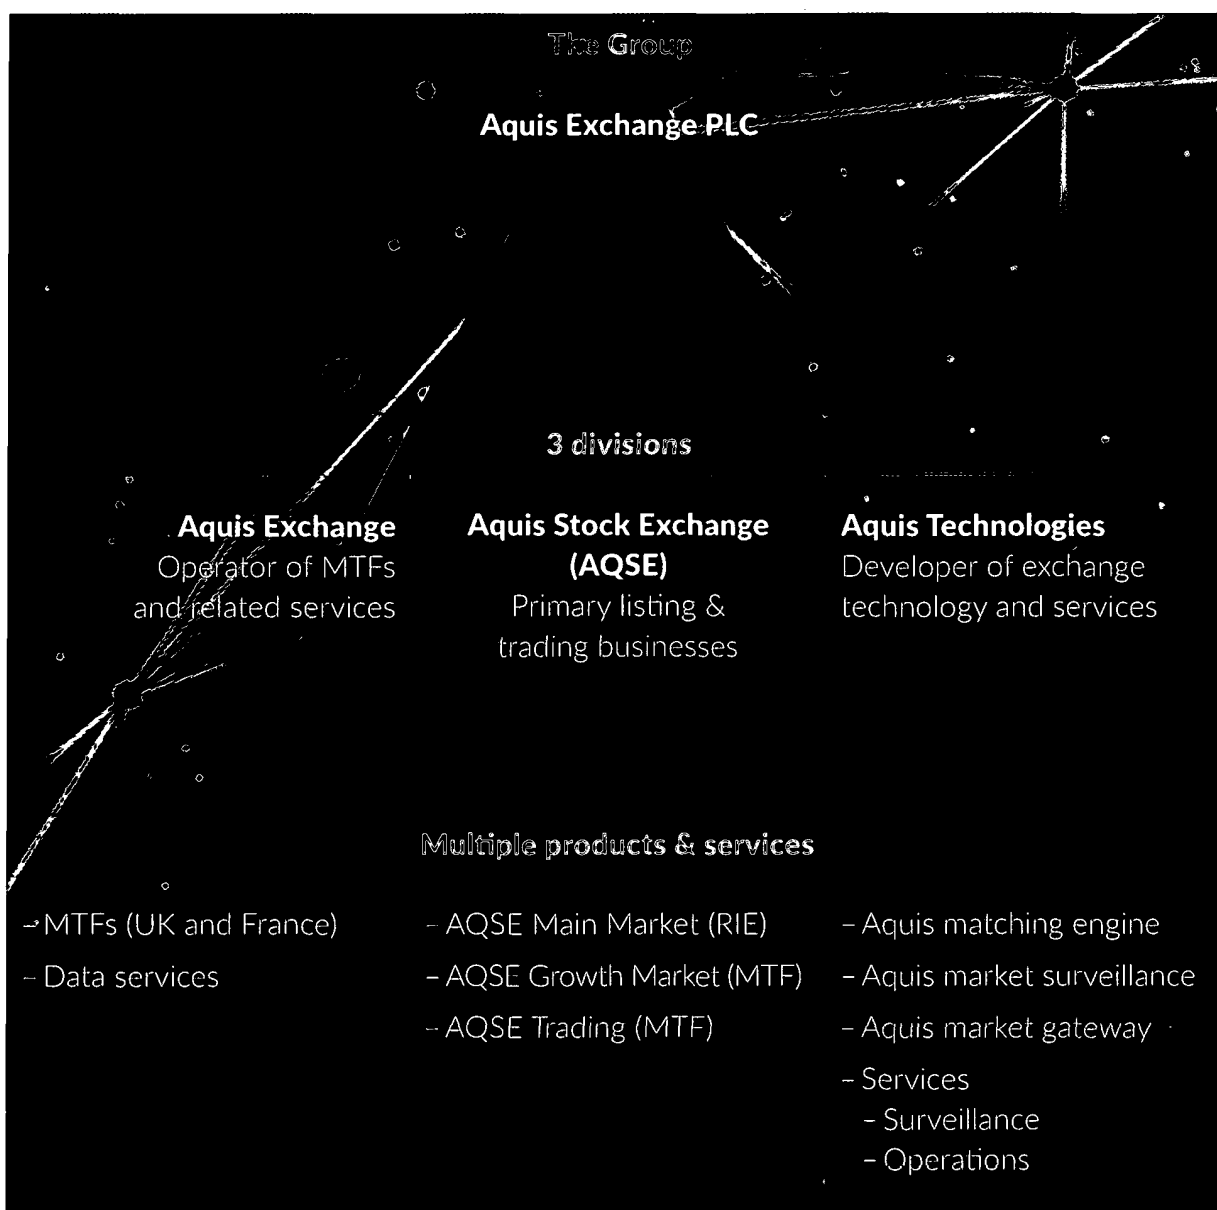 The Group
Aquis Exchange PLC
3 divisions
Aquis Exchange
Operator of MTFs
and related services
Aquis Stock Exchange
(AQSE)
Primary listing &
trading businesses
Aquis Technologies
Developer of exchange
technology and services
Multiple products & services
– MTFs (UK and France)
– Data services
– AQSE Main Market (RIE)
– AQSE Growth Market (MTF)
– AQSE Trading (MTF)
– Aquis matching engine
– Aquis market surveillance
– Aquis market gateway
– Services
– Surveillance
– Operations